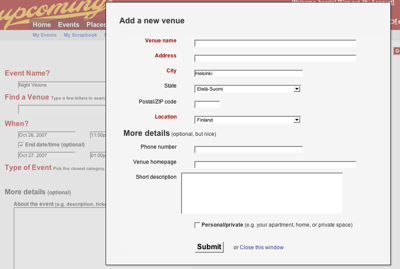 upcoming
Home Events Places
My Events My Scrapbook
Add a new venue
Venue name
Address
City Helsinki
State Etelä-Suomi
Postal/ZIP code
Location Finland
More details (optional, but nice)
Phone number
Venue homepage
Short description
Personal/private (e.g. your apartment, home, or private space)
Submit or Close this window
Event Name?
Night Visions
Find a Venue Type a few letters to sear
When?
Oct 26, 2007 11:00p
End date/time (optional)
Oct 27, 2007 01:00
Type of Event Pick the closest category.
More details (optional)
About the event (e.g. description, ticke